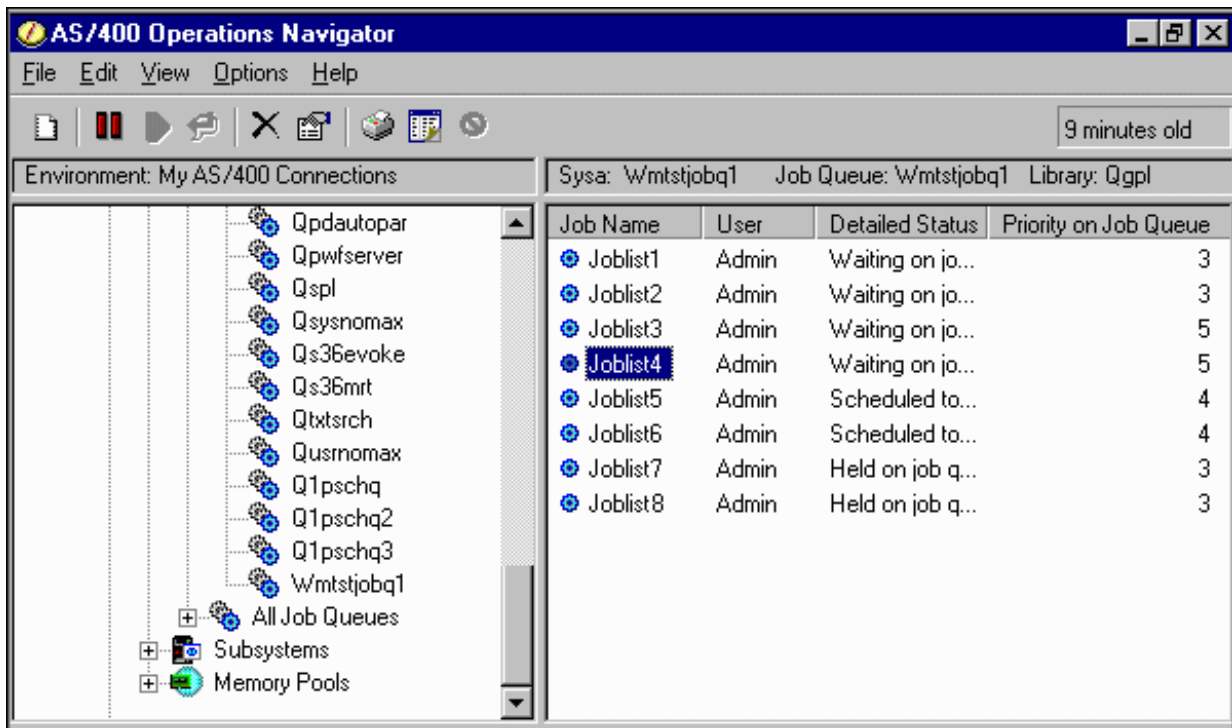 AS/400 Operations Navigator
File Edit View Options Help
9 minutes old
Environment: My AS/400 Connections
Sysa: Wmtstjobq1 Job Queue: Wmtstjobq1 Library: Qgpl
Qpdautopar
Qpwfserver
Qspl
Qsysnomax
Qs36evoke
Qs36mrt
Qtxtsrch
Qusrnomax
Q1pschq
Q1pschq2
Q1pschq3
Wmtstjobq1
All Job Queues
Subsystems
Memory Pools
Job Name User Detailed Status Priority on Job Queue
Joblist1 Admin Waiting on jo... 3
Joblist2 Admin Waiting on jo... 3
Joblist3 Admin Waiting on jo... 5
Joblist4 Admin Waiting on jo... 5
Joblist5 Admin Scheduled to... 4
Joblist6 Admin Scheduled to... 4
Joblist7 Admin Held on job q... 3
Joblist8 Admin Held on job q... 3